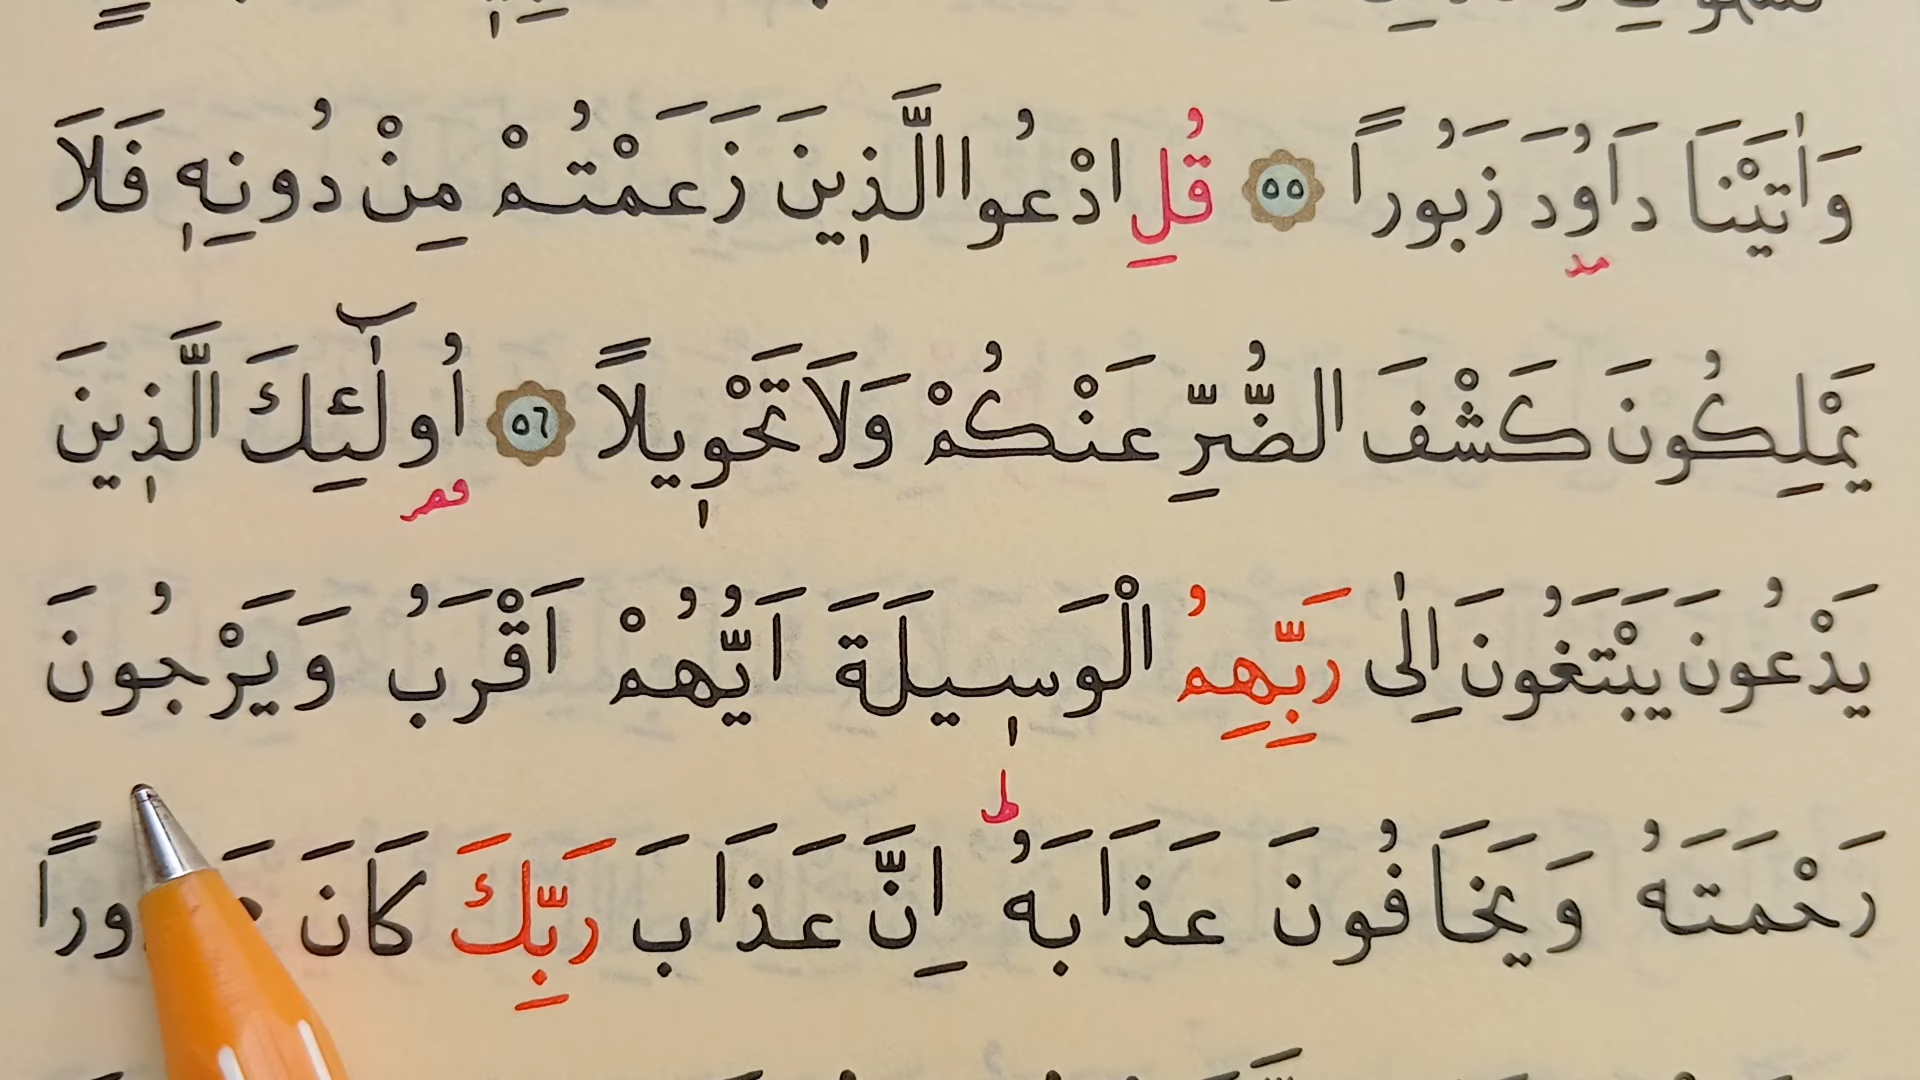 وَاٰتَيْنَا دَاوُدَ زَبُوراً ٥٥ قُلِ ادْعُوا الَّذ۪ينَ زَعَمْتُمْ مِنْ دُونِه۪ فَلَا
يَمْلِكُونَ كَشْفَ الضُّرِّ عَنْكُمْ وَلَا تَحْو۪يلاً ٥٦ اُو۬لٰٓئِكَ الَّذ۪ينَ
يَدْعُونَ يَبْتَغُونَ اِلٰى رَبِّهِمُ الْوَس۪يلَةَ اَيُّهُمْ اَقْرَبُ وَيَرْجُونَ
رَحْمَتَهُ وَيَخَافُونَ عَذَابَهُۜ اِنَّ عَذَابَ رَبِّكَ كَانَ